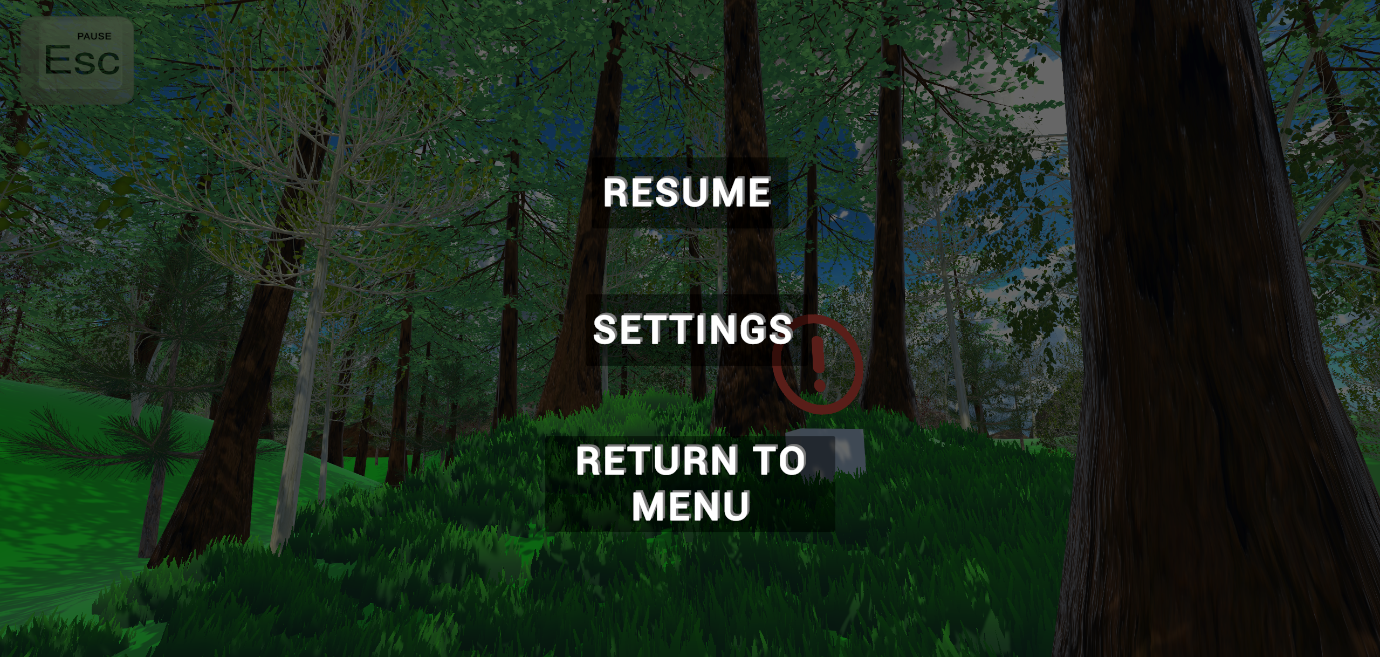 PAUSE
Esc
RESUME
SETTINGS
RETURN TO
MENU